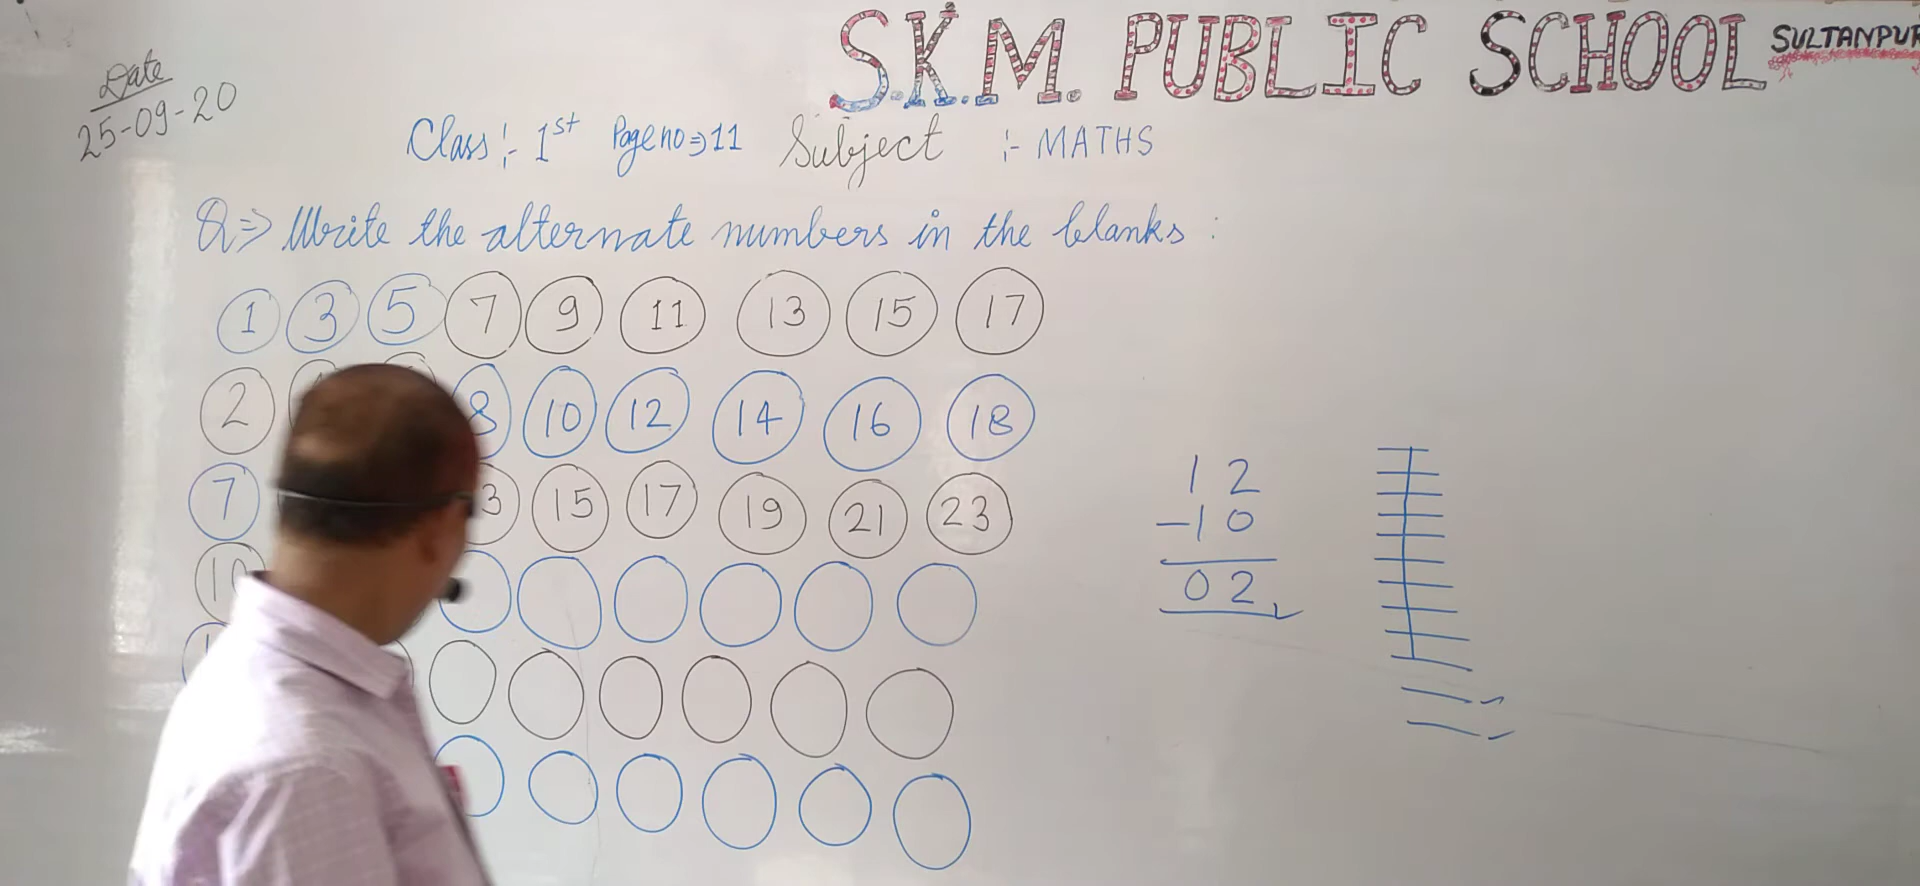 S.K.M. PUBLIC SCHOOL SULTANPUR
Date
25-09-20
Class :- 1st Page no ⇒ 11 Subject :- MATHS
Q ⇒ Write the alternate numbers in the blanks :
1 3 5 7 9 11 13 15 17
2 8 10 12 14 16 18
7 3 15 17 19 21 23
10
12
-10
02